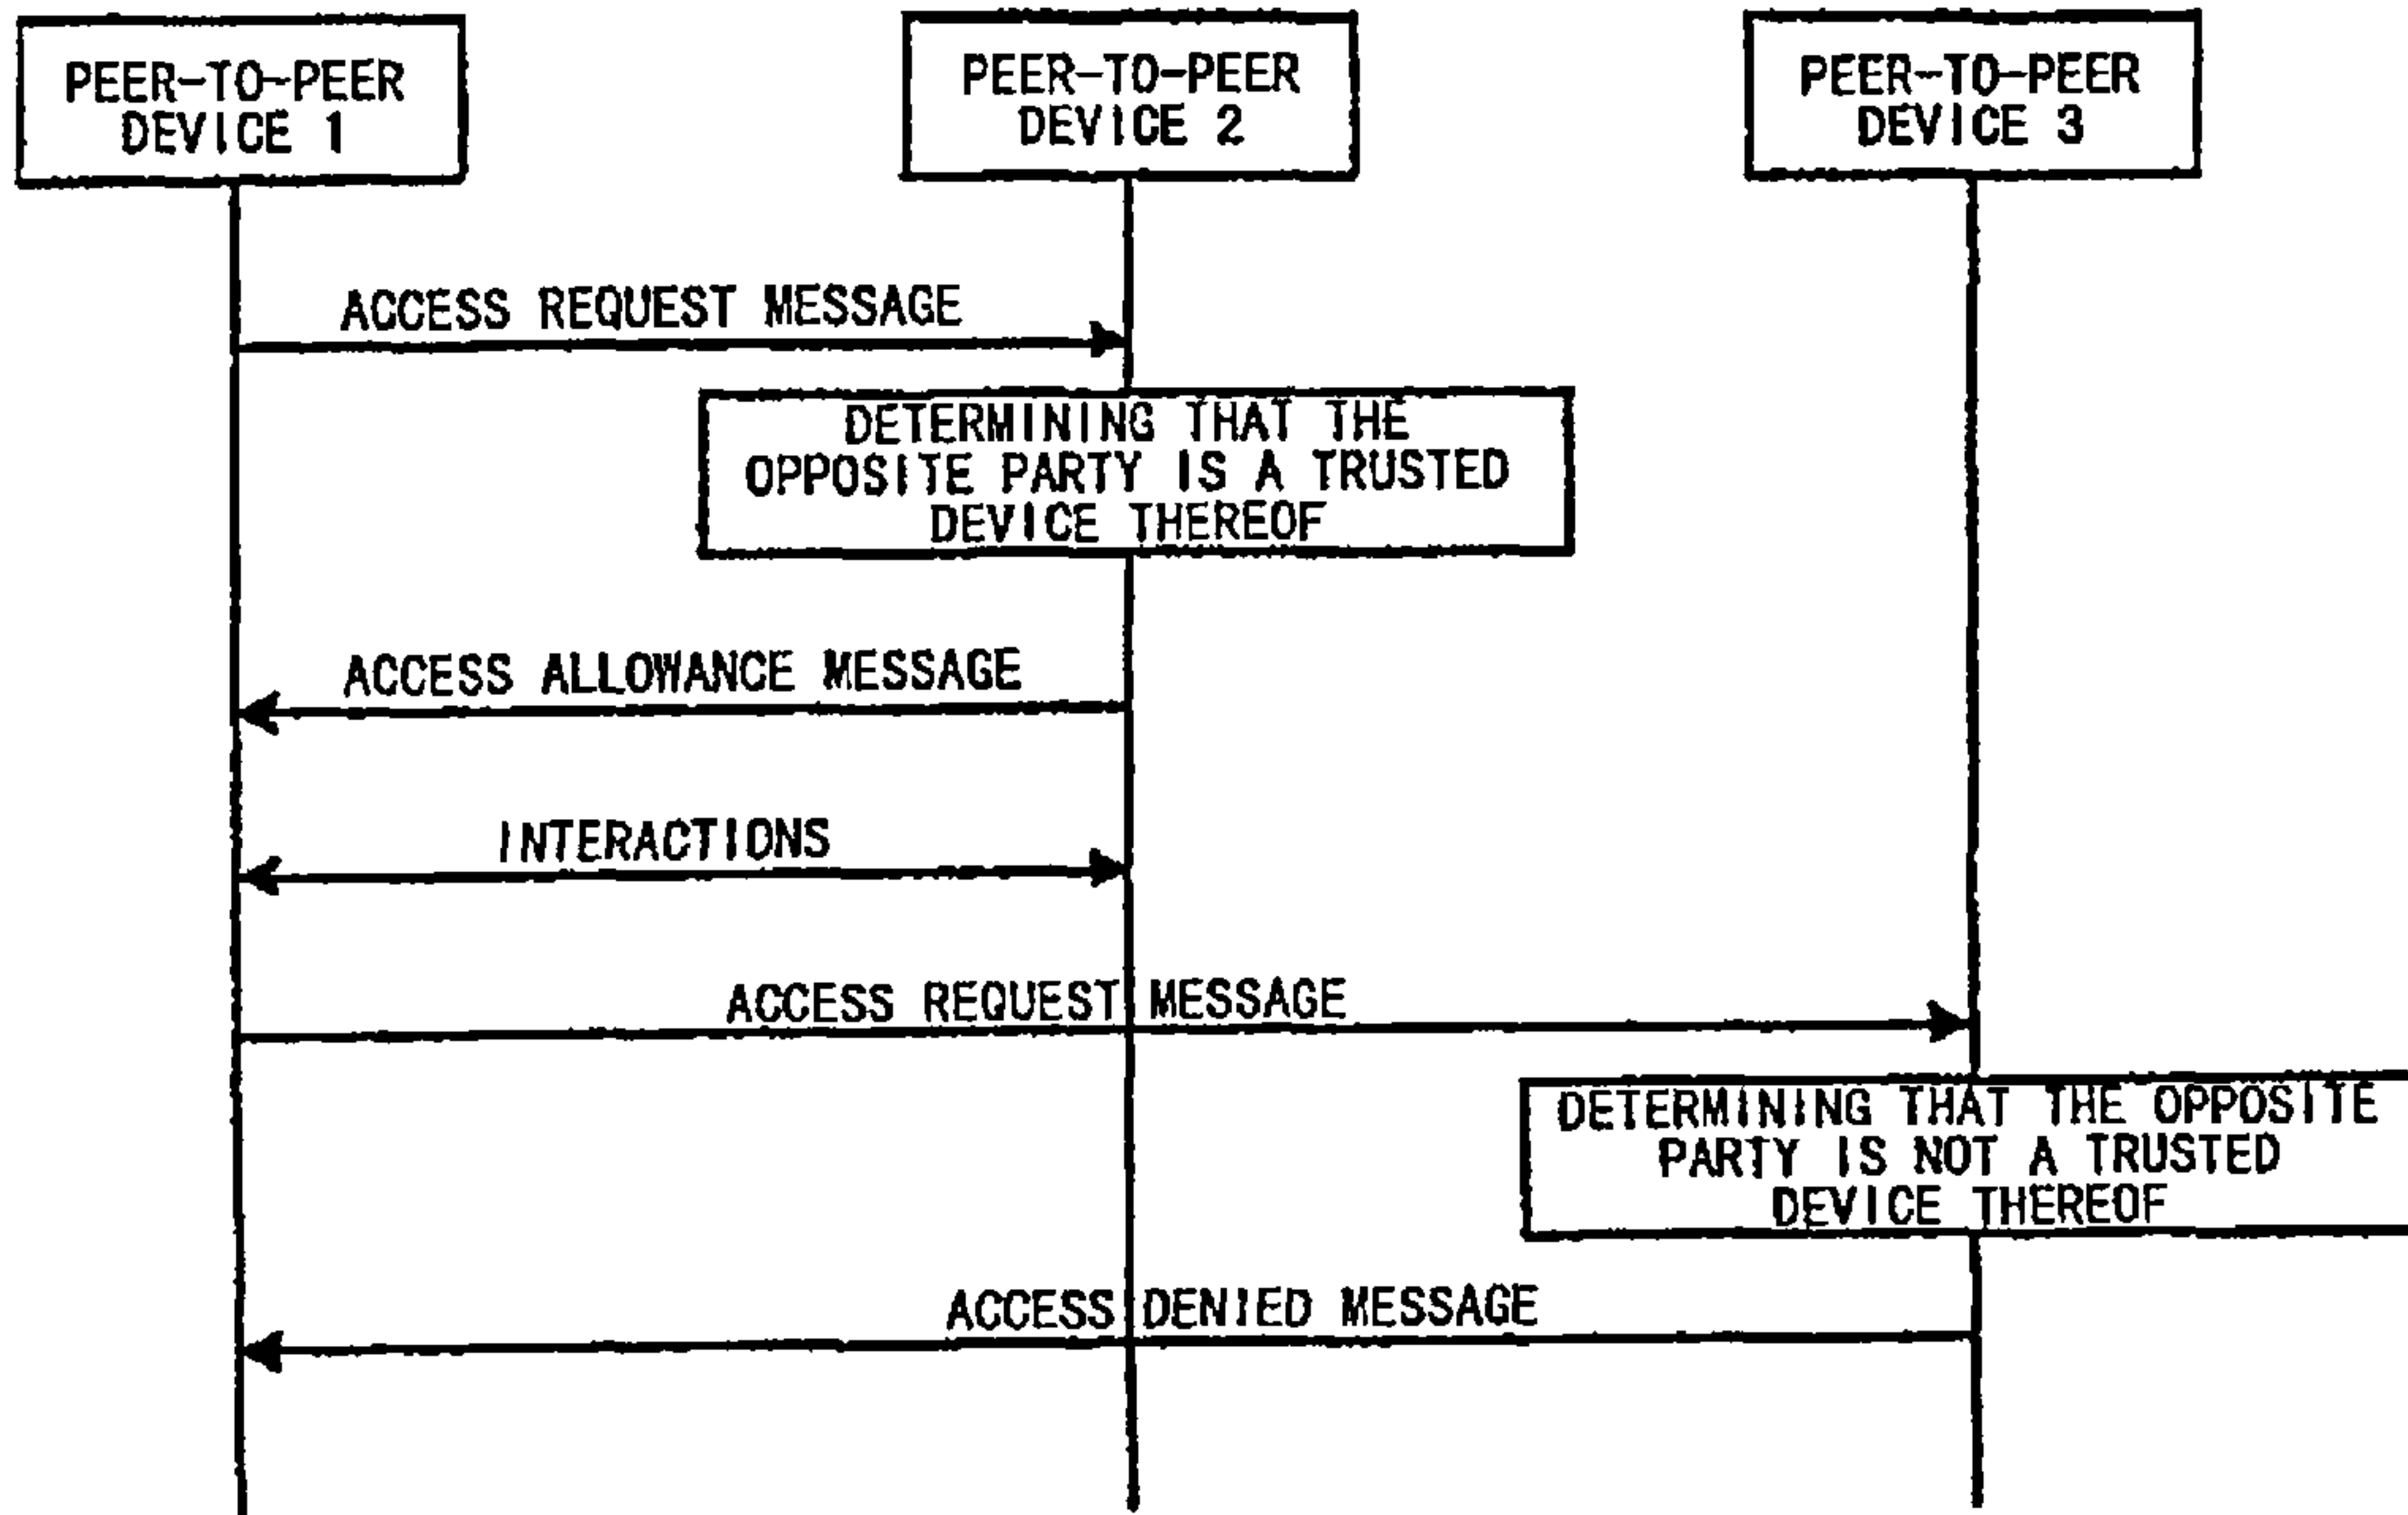 PEER-TO-PEER
DEVICE 1
PEER-TO-PEER
DEVICE 2
PEER-TO-PEER
DEVICE 3
ACCESS REQUEST MESSAGE
DETERMINING THAT THE
OPPOSITE PARTY IS A TRUSTED
DEVICE THEREOF
ACCESS ALLOWANCE MESSAGE
INTERACTIONS
ACCESS REQUEST MESSAGE
DETERMINING THAT THE OPPOSITE
PARTY IS NOT A TRUSTED
DEVICE THEREOF
ACCESS DENIED MESSAGE